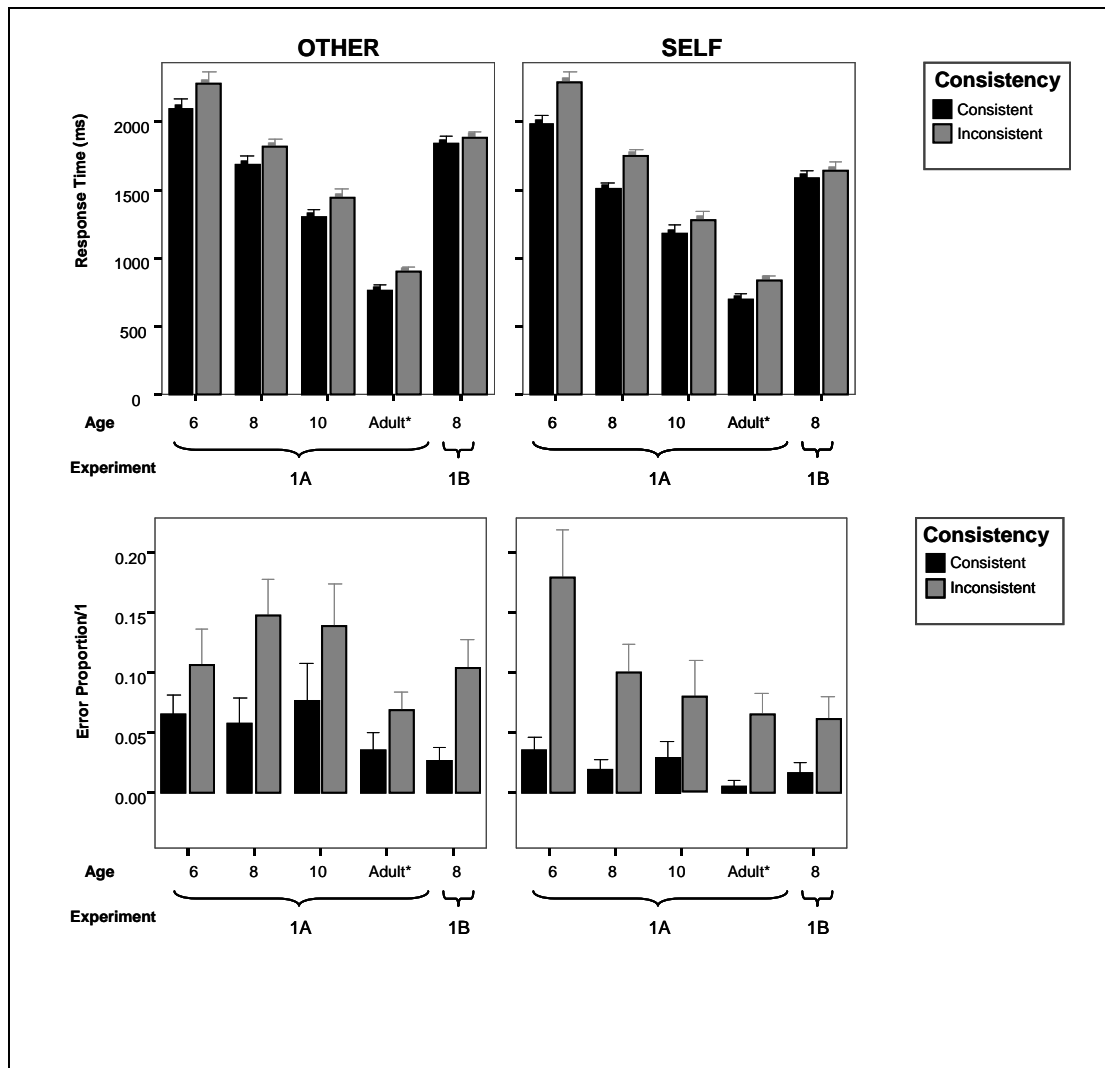 OTHER
SELF
Consistency
Consistent
Inconsistent
Response Time (ms)
2000
1500
1000
500
0
Age
6 8 10 Adult* 8
6 8 10 Adult* 8
Experiment
1A 1B
1A 1B
Consistency
Consistent
Inconsistent
Error Proportion/1
0.20
0.15
0.10
0.05
0.00
Age
6 8 10 Adult* 8
6 8 10 Adult* 8
Experiment
1A 1B
1A 1B